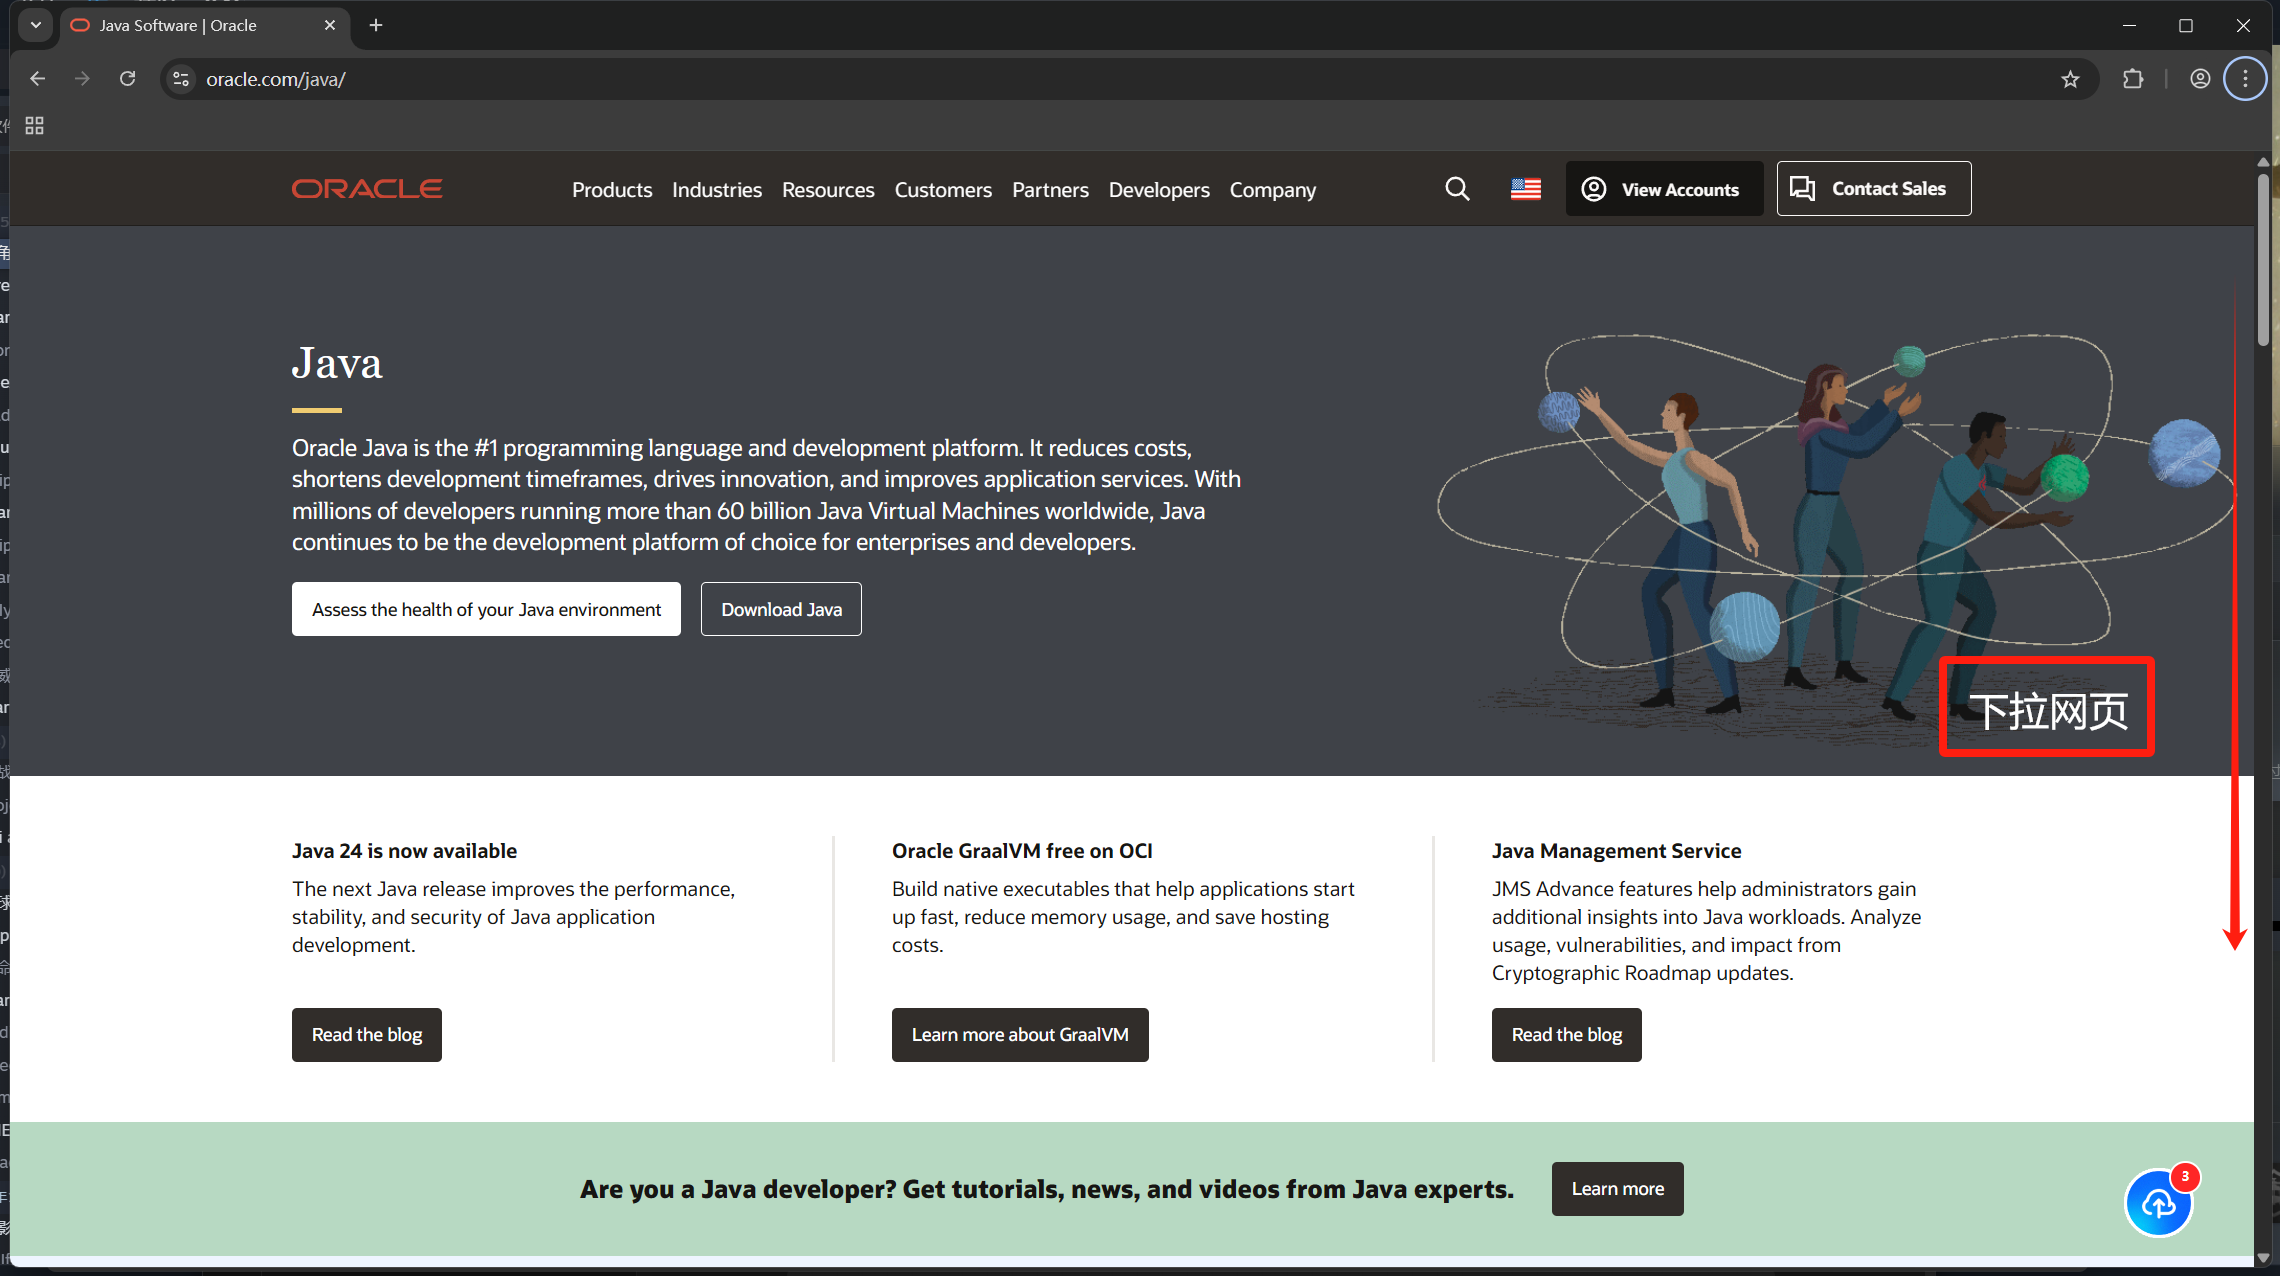 Java Software | Oracle
oracle.com/java/
ORACLE
Products Industries Resources Customers Partners Developers Company
View Accounts
Contact Sales
Java
Oracle Java is the #1 programming language and development platform. It reduces costs,
shortens development timeframes, drives innovation, and improves application services. With
millions of developers running more than 60 billion Java Virtual Machines worldwide, Java
continues to be the development platform of choice for enterprises and developers.
Assess the health of your Java environment
Download Java
下拉网页
Java 24 is now available
The next Java release improves the performance,
stability, and security of Java application
development.
Read the blog
Oracle GraalVM free on OCI
Build native executables that help applications start
up fast, reduce memory usage, and save hosting
costs.
Learn more about GraalVM
Java Management Service
JMS Advance features help administrators gain
additional insights into Java workloads. Analyze
usage, vulnerabilities, and impact from
Cryptographic Roadmap updates.
Read the blog
Are you a Java developer? Get tutorials, news, and videos from Java experts.
Learn more
3